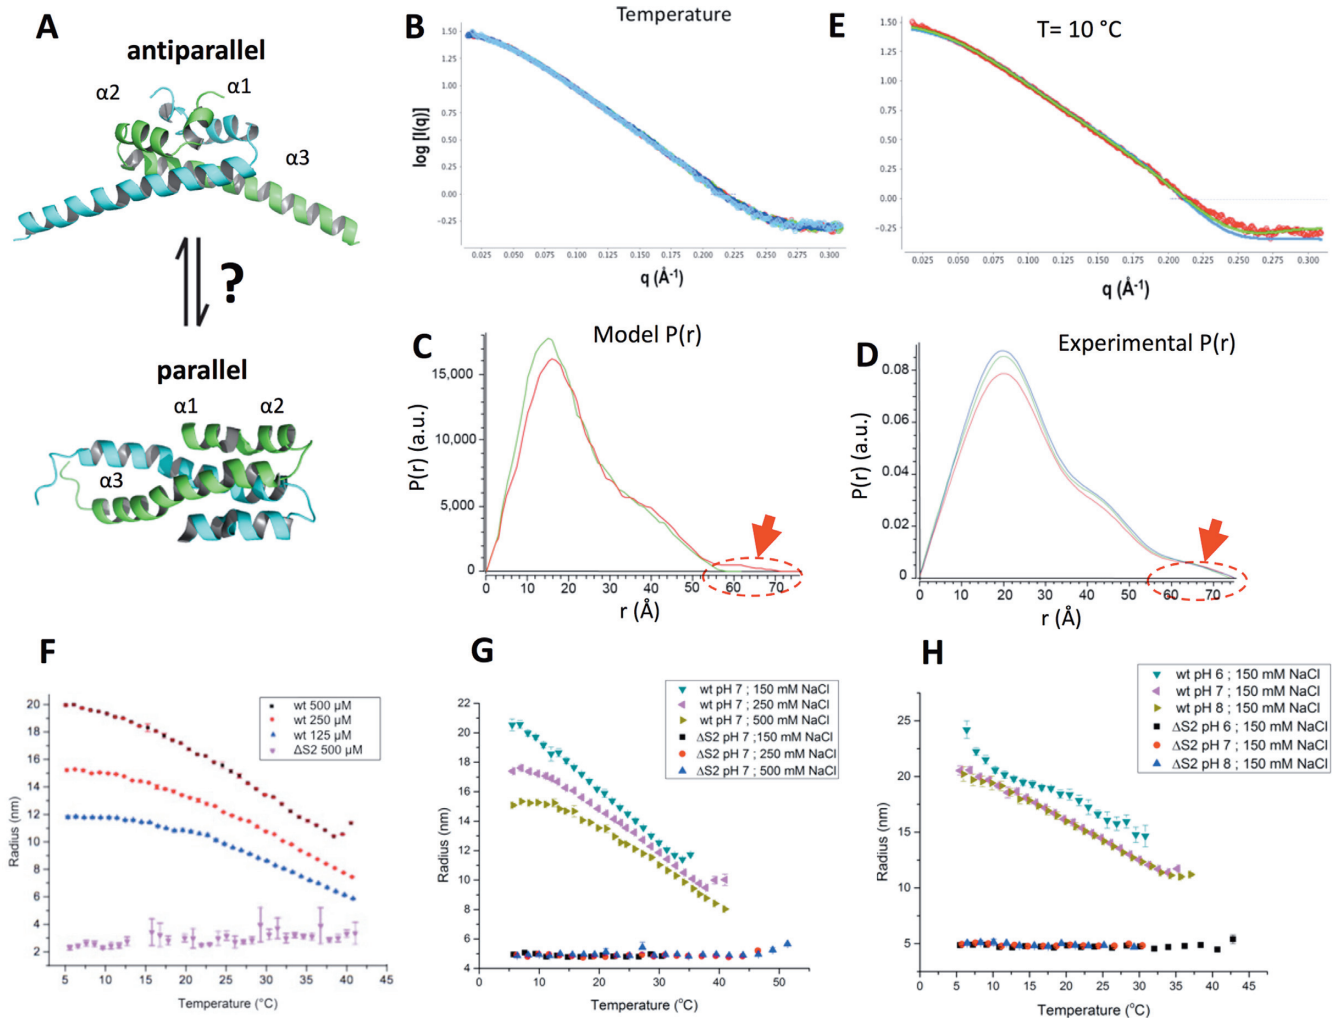 A
antiparallel
α2
α1
α3
?
parallel
α1
α2
α3
B
Temperature
log [I(q)]
1.50
1.25
1.00
0.75
0.50
0.25
0.00
−0.25
0.025 0.050 0.075 0.100 0.125 0.150 0.175 0.200 0.225 0.250 0.275 0.300
q (Å⁻¹)
E
T= 10 °C
1.50
1.25
1.00
0.75
0.50
0.25
0.00
−0.25
0.025 0.050 0.075 0.100 0.125 0.150 0.175 0.200 0.225 0.250 0.275 0.300
q (Å⁻¹)
C
Model P(r)
P(r) (a.u.)
15,000
10,000
5,000
0
0 10 20 30 40 50 60 70
r (Å)
D
Experimental P(r)
P(r) (a.u.)
0.08
0.06
0.04
0.02
0
0 10 20 30 40 50 60 70
r (Å)
F
wt 500 µM
wt 250 µM
wt 125 µM
ΔS2 500 µM
Radius (nm)
20
18
16
14
12
10
8
6
4
2
5 10 15 20 25 30 35 40 45
Temperature (°C)
G
wt pH 7 ; 150 mM NaCl
wt pH 7 ; 250 mM NaCl
wt pH 7 ; 500 mM NaCl
ΔS2 pH 7 ;150 mM NaCl
ΔS2 pH 7 ; 250 mM NaCl
ΔS2 pH 7 ; 500 mM NaCl
Radius (nm)
22
20
18
16
14
12
10
8
6
4
0 10 20 30 40 50
Temperature (°C)
H
wt pH 6 ; 150 mM NaCl
wt pH 7 ; 150 mM NaCl
wt pH 8 ; 150 mM NaCl
ΔS2 pH 6 ; 150 mM NaCl
ΔS2 pH 7 ; 150 mM NaCl
ΔS2 pH 8 ; 150 mM NaCl
Radius (nm)
25
20
15
10
5
0 5 10 15 20 25 30 35 40 45
Temperature (°C)